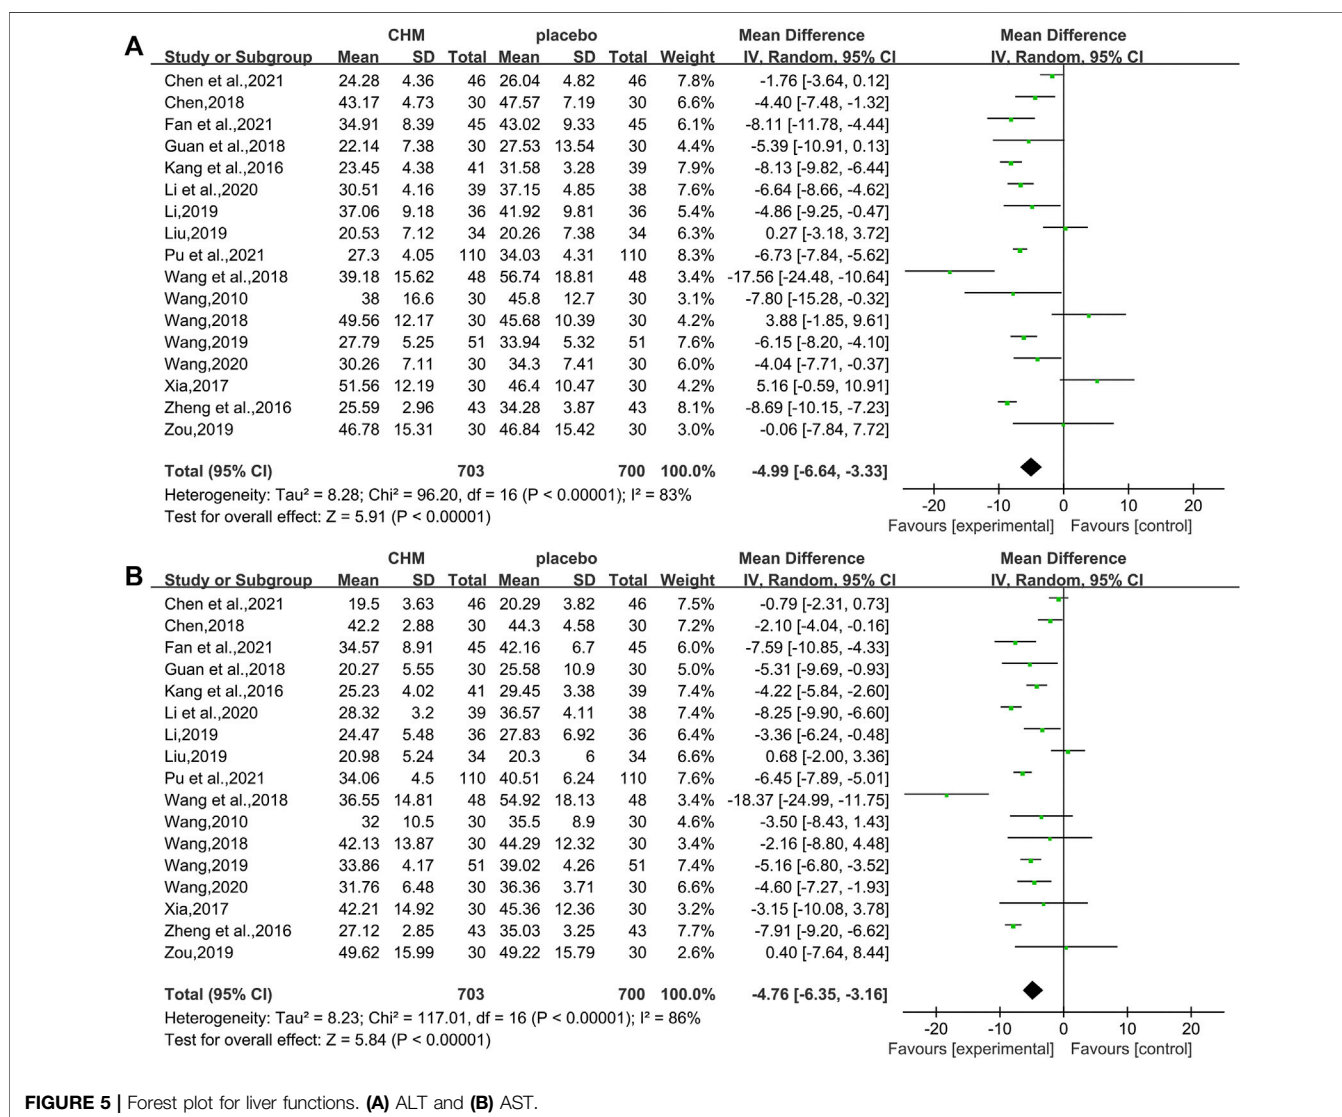 A
CHM placebo Mean Difference Mean Difference
Study or Subgroup Mean SD Total Mean SD Total Weight IV, Random, 95% CI IV, Random, 95% CI
Chen et al.,2021 24.28 4.36 46 26.04 4.82 46 7.8% -1.76 [-3.64, 0.12]
Chen,2018 43.17 4.73 30 47.57 7.19 30 6.6% -4.40 [-7.48, -1.32]
Fan et al.,2021 34.91 8.39 45 43.02 9.33 45 6.1% -8.11 [-11.78, -4.44]
Guan et al.,2018 22.14 7.38 30 27.53 13.54 30 4.4% -5.39 [-10.91, 0.13]
Kang et al.,2016 23.45 4.38 41 31.58 3.28 39 7.9% -8.13 [-9.82, -6.44]
Li et al.,2020 30.51 4.16 39 37.15 4.85 38 7.6% -6.64 [-8.66, -4.62]
Li,2019 37.06 9.18 36 41.92 9.81 36 5.4% -4.86 [-9.25, -0.47]
Liu,2019 20.53 7.12 34 20.26 7.38 34 6.3% 0.27 [-3.18, 3.72]
Pu et al.,2021 27.3 4.05 110 34.03 4.31 110 8.3% -6.73 [-7.84, -5.62]
Wang et al.,2018 39.18 15.62 48 56.74 18.81 48 3.4% -17.56 [-24.48, -10.64]
Wang,2010 38 16.6 30 45.8 12.7 30 3.1% -7.80 [-15.28, -0.32]
Wang,2018 49.56 12.17 30 45.68 10.39 30 4.2% 3.88 [-1.85, 9.61]
Wang,2019 27.79 5.25 51 33.94 5.32 51 7.6% -6.15 [-8.20, -4.10]
Wang,2020 30.26 7.11 30 34.3 7.41 30 6.0% -4.04 [-7.71, -0.37]
Xia,2017 51.56 12.19 30 46.4 10.47 30 4.2% 5.16 [-0.59, 10.91]
Zheng et al.,2016 25.59 2.96 43 34.28 3.87 43 8.1% -8.69 [-10.15, -7.23]
Zou,2019 46.78 15.31 30 46.84 15.42 30 3.0% -0.06 [-7.84, 7.72]
Total (95% CI) 703 700 100.0% -4.99 [-6.64, -3.33]
Heterogeneity: Tau² = 8.28; Chi² = 96.20, df = 16 (P < 0.00001); I² = 83%
Test for overall effect: Z = 5.91 (P < 0.00001)
-20 -10 0 10 20
Favours [experimental] Favours [control]
B
CHM placebo Mean Difference Mean Difference
Study or Subgroup Mean SD Total Mean SD Total Weight IV, Random, 95% CI IV, Random, 95% CI
Chen et al.,2021 19.5 3.63 46 20.29 3.82 46 7.5% -0.79 [-2.31, 0.73]
Chen,2018 42.2 2.88 30 44.3 4.58 30 7.2% -2.10 [-4.04, -0.16]
Fan et al.,2021 34.57 8.91 45 42.16 6.7 45 6.0% -7.59 [-10.85, -4.33]
Guan et al.,2018 20.27 5.55 30 25.58 10.9 30 5.0% -5.31 [-9.69, -0.93]
Kang et al.,2016 25.23 4.02 41 29.45 3.38 39 7.4% -4.22 [-5.84, -2.60]
Li et al.,2020 28.32 3.2 39 36.57 4.11 38 7.4% -8.25 [-9.90, -6.60]
Li,2019 24.47 5.48 36 27.83 6.92 36 6.4% -3.36 [-6.24, -0.48]
Liu,2019 20.98 5.24 34 20.3 6 34 6.6% 0.68 [-2.00, 3.36]
Pu et al.,2021 34.06 4.5 110 40.51 6.24 110 7.6% -6.45 [-7.89, -5.01]
Wang et al.,2018 36.55 14.81 48 54.92 18.13 48 3.4% -18.37 [-24.99, -11.75]
Wang,2010 32 10.5 30 35.5 8.9 30 4.6% -3.50 [-8.43, 1.43]
Wang,2018 42.13 13.87 30 44.29 12.32 30 3.4% -2.16 [-8.80, 4.48]
Wang,2019 33.86 4.17 51 39.02 4.26 51 7.4% -5.16 [-6.80, -3.52]
Wang,2020 31.76 6.48 30 36.36 3.71 30 6.6% -4.60 [-7.27, -1.93]
Xia,2017 42.21 14.92 30 45.36 12.36 30 3.2% -3.15 [-10.08, 3.78]
Zheng et al.,2016 27.12 2.85 43 35.03 3.25 43 7.7% -7.91 [-9.20, -6.62]
Zou,2019 49.62 15.99 30 49.22 15.79 30 2.6% 0.40 [-7.64, 8.44]
Total (95% CI) 703 700 100.0% -4.76 [-6.35, -3.16]
Heterogeneity: Tau² = 8.23; Chi² = 117.01, df = 16 (P < 0.00001); I² = 86%
Test for overall effect: Z = 5.84 (P < 0.00001)
-20 -10 0 10 20
Favours [experimental] Favours [control]
FIGURE 5 | Forest plot for liver functions. (A) ALT and (B) AST.